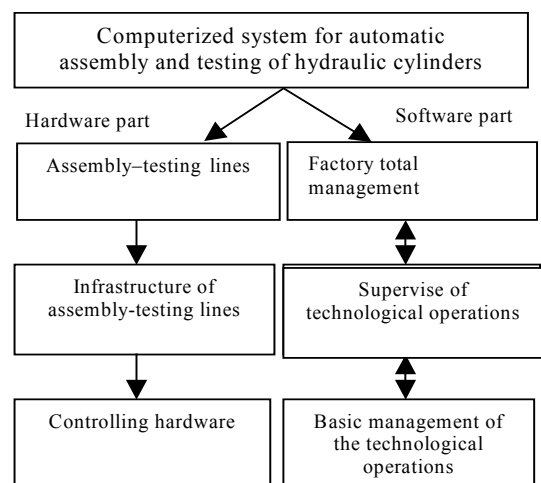 Computerized system for automatic
assembly and testing of hydraulic cylinders
Hardware part
Software part
Assembly–testing lines
Factory total
management
Infrastructure of
assembly-testing lines
Supervise of
technological operations
Controlling hardware
Basic management of
the technological
operations